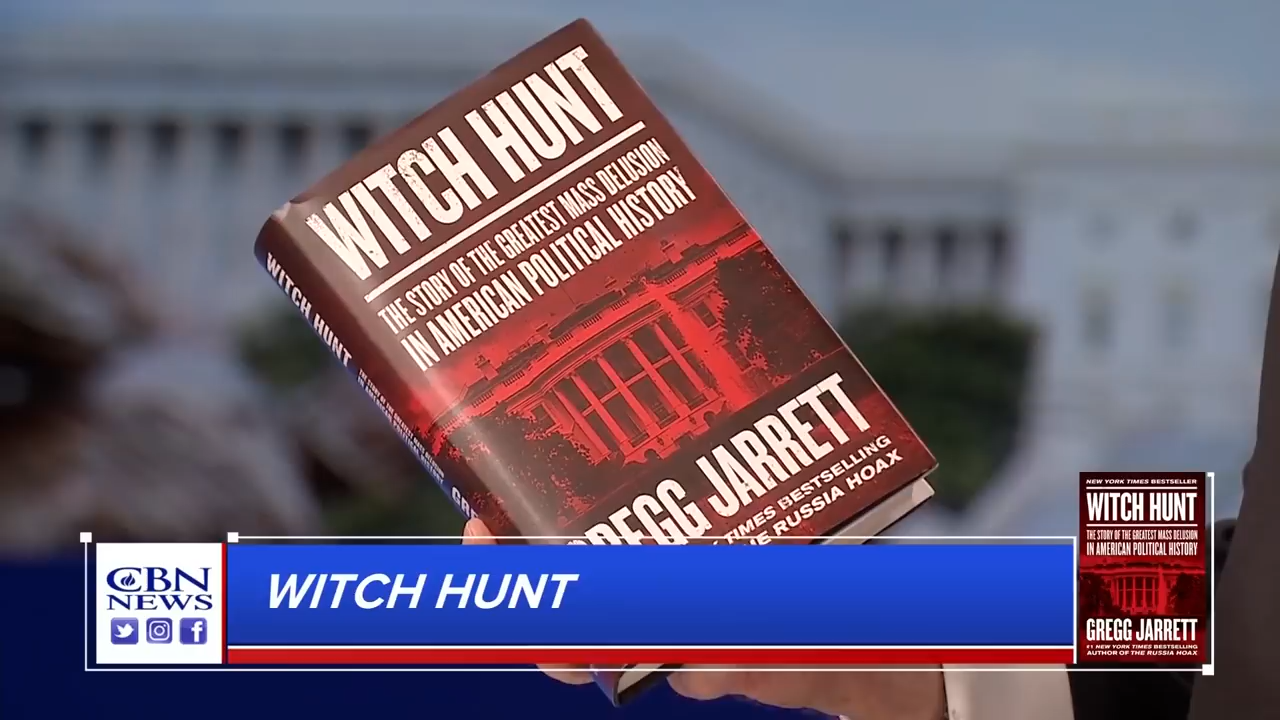 WITCH HUNT
THE STORY OF THE GREATEST MASS DELUSION
IN AMERICAN POLITICAL HISTORY
GREGG JARRETT
TIMES BESTSELLING
THE RUSSIA HOAX
WITCH HUNT
CBN
NEWS
WITCH HUNT
NEW YORK TIMES BESTSELLER
WITCH HUNT
THE STORY OF THE GREATEST MASS DELUSION
IN AMERICAN POLITICAL HISTORY
GREGG JARRETT
#1 NEW YORK TIMES BESTSELLING
AUTHOR OF THE RUSSIA HOAX